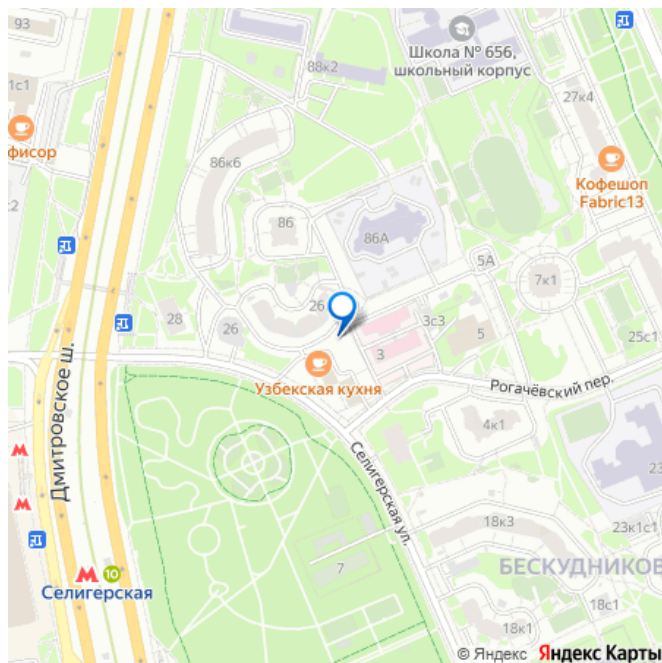 93
88к2
Школа № 656,
школьный корпус
1с1
27к4
фисор
86к6
Кофешоп
Fabric13
с2
86
86А
5А
7к1
26
28
26
3с3
5
25с1
3
Узбекская кухня
Рогачёвский пер.
Дмитровское ш.
4к1
Селигерская ул.
23
18к3
23к1с1
7
БЕСКУДНИКОВ
10
Селигерская
18с1
18к1
© Яндекс Яндекс Карты